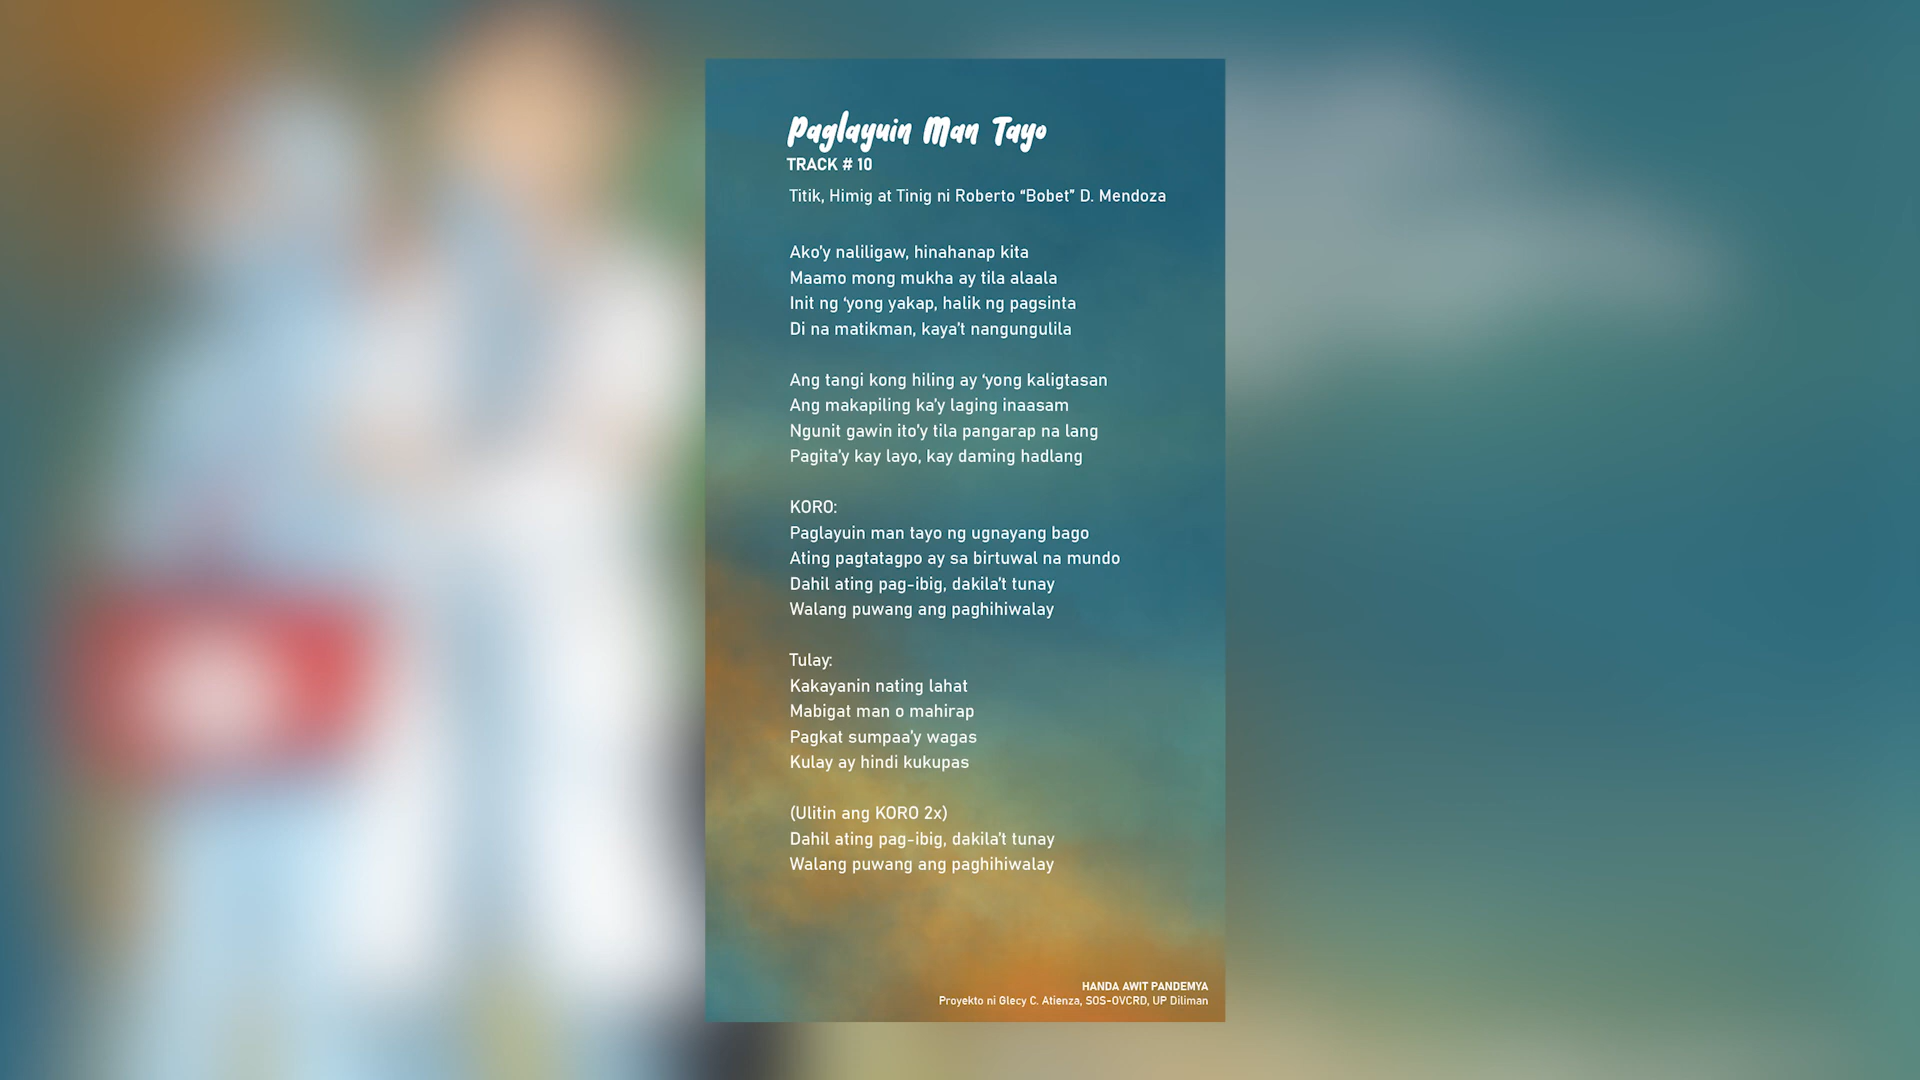 Paglayuin Man Tayo
TRACK # 10
Titik, Himig at Tinig ni Roberto “Bobet” D. Mendoza
Ako’y naliligaw, hinahanap kita
Maamo mong mukha ay tila alaala
Init ng ‘yong yakap, halik ng pagsinta
Di na matikman, kaya’t nangungulila
Ang tangi kong hiling ay ‘yong kaligtasan
Ang makapiling ka’y laging inaasam
Ngunit gawin ito’y tila pangarap na lang
Pagita’y kay layo, kay daming hadlang
KORO:
Paglayuin man tayo ng ugnayang bago
Ating pagtatagpo ay sa birtuwal na mundo
Dahil ating pag-ibig, dakila’t tunay
Walang puwang ang paghihiwalay
Tulay:
Kakayanin nating lahat
Mabigat man o mahirap
Pagkat sumpaa’y wagas
Kulay ay hindi kukupas
(Ulitin ang KORO 2x)
Dahil ating pag-ibig, dakila’t tunay
Walang puwang ang paghihiwalay
HANDA AWIT PANDEMYA
Proyekto ni Glecy C. Atienza, SOS-OVCRD, UP Diliman